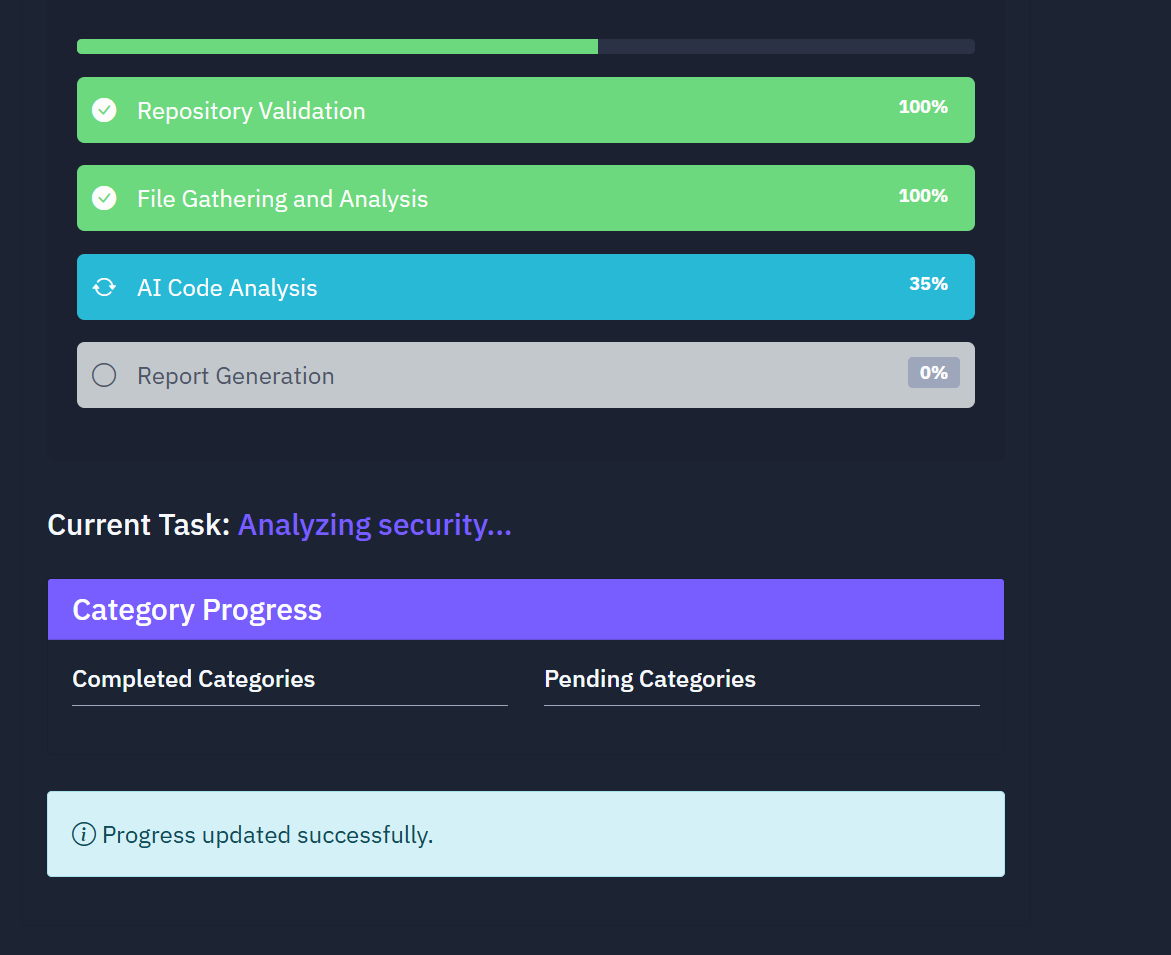 Repository Validation 100%
File Gathering and Analysis 100%
AI Code Analysis 35%
Report Generation 0%
Current Task: Analyzing security...
Category Progress
Completed Categories
Pending Categories
Progress updated successfully.